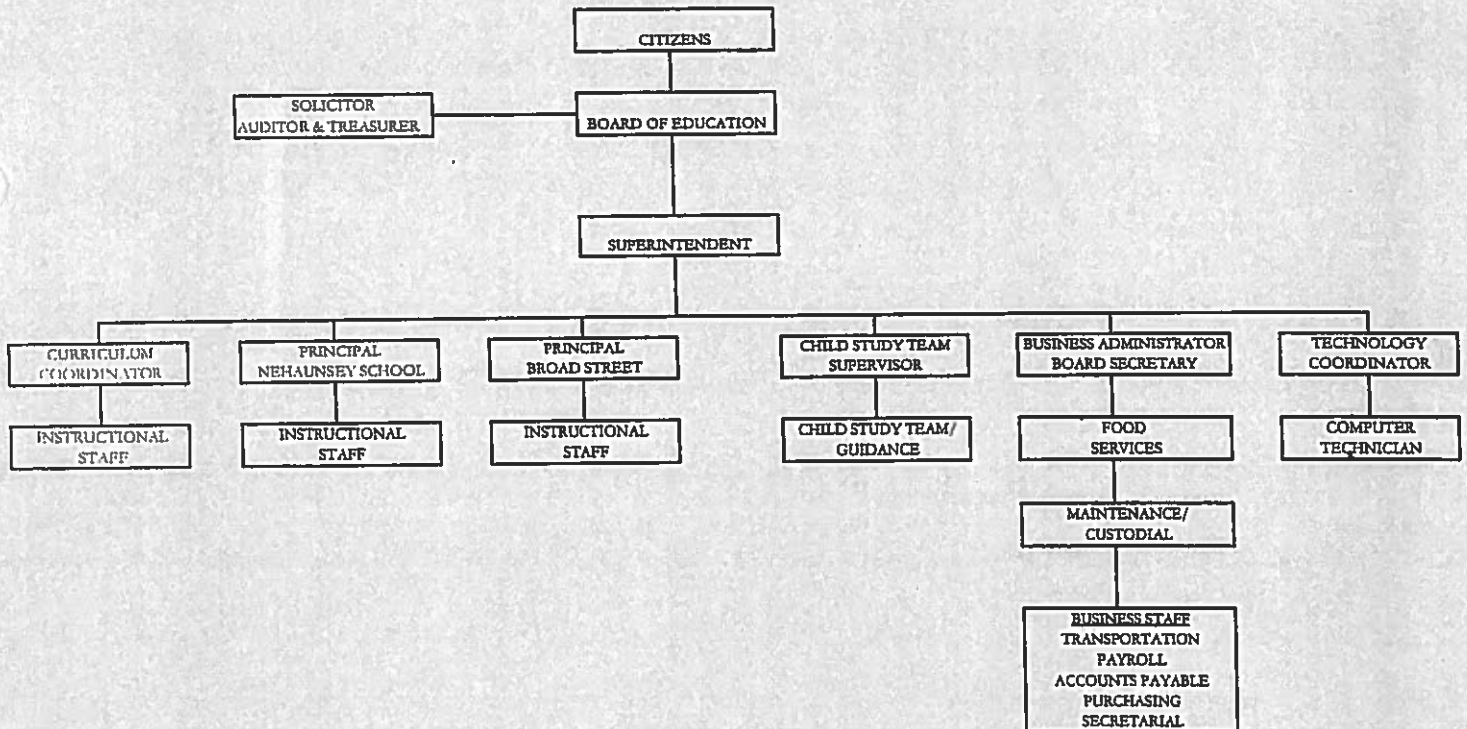 CITIZENS
SOLICITOR
AUDITOR & TREASURER
BOARD OF EDUCATION
SUPERINTENDENT
CURRICULUM
COORDINATOR
PRINCIPAL
NEHAUNSEY SCHOOL
PRINCIPAL
BROAD STREET
CHILD STUDY TEAM
SUPERVISOR
BUSINESS ADMINISTRATOR
BOARD SECRETARY
TECHNOLOGY
COORDINATOR
INSTRUCTIONAL
STAFF
INSTRUCTIONAL
STAFF
INSTRUCTIONAL
STAFF
CHILD STUDY TEAM/
GUIDANCE
FOOD
SERVICES
COMPUTER
TECHNICIAN
MAINTENANCE/
CUSTODIAL
BUSINESS STAFF
TRANSPORTATION
PAYROLL
ACCOUNTS PAYABLE
PURCHASING
SECRETARIAL